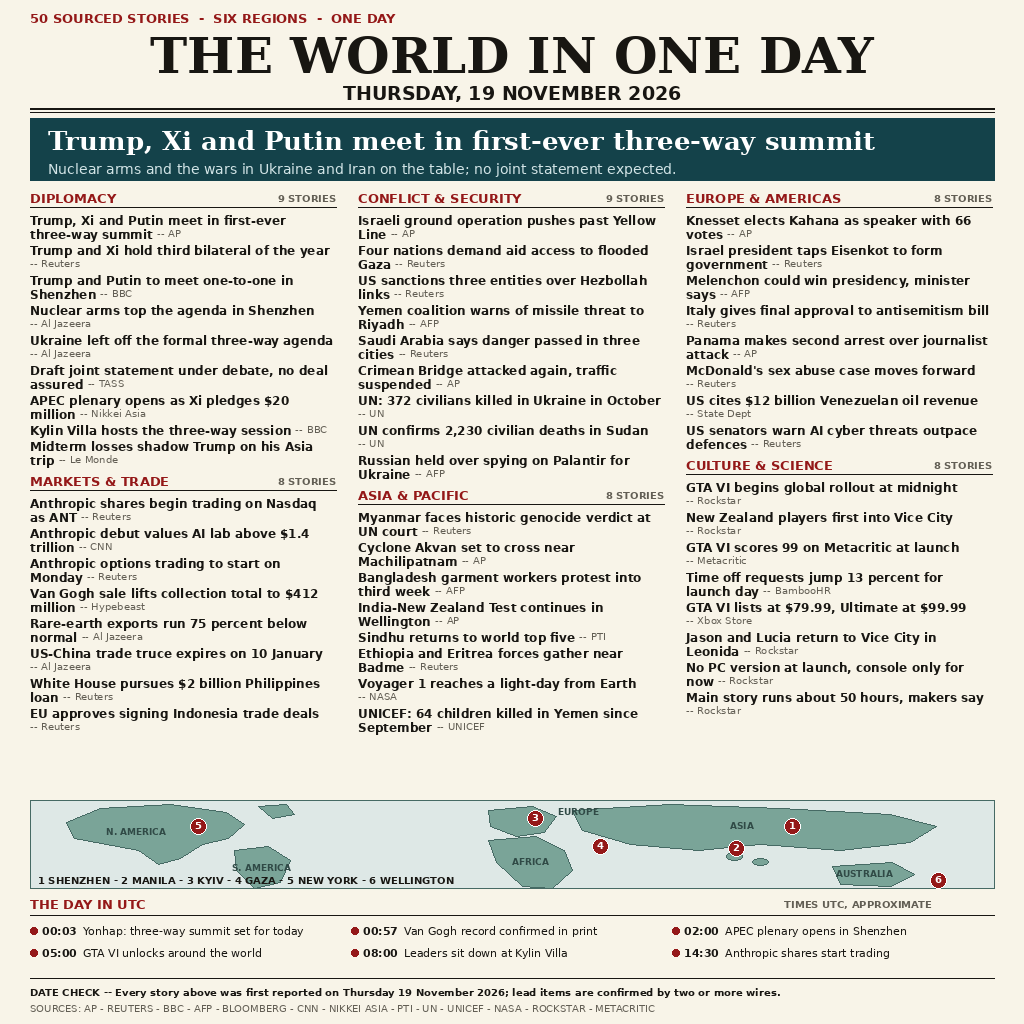 50 SOURCED STORIES - SIX REGIONS - ONE DAY
THE WORLD IN ONE DAY
THURSDAY, 19 NOVEMBER 2026
Trump, Xi and Putin meet in first-ever three-way summit
Nuclear arms and the wars in Ukraine and Iran on the table; no joint statement expected.
DIPLOMACY 9 STORIES
Trump, Xi and Putin meet in first-ever
three-way summit -- AP
Trump and Xi hold third bilateral of the year
-- Reuters
Trump and Putin to meet one-to-one in
Shenzhen -- BBC
Nuclear arms top the agenda in Shenzhen
-- Al Jazeera
Ukraine left off the formal three-way agenda
-- Al Jazeera
Draft joint statement under debate, no deal
assured -- TASS
APEC plenary opens as Xi pledges $20
million -- Nikkei Asia
Kylin Villa hosts the three-way session -- BBC
Midterm losses shadow Trump on his Asia
trip -- Le Monde
MARKETS & TRADE 8 STORIES
Anthropic shares begin trading on Nasdaq
as ANT -- Reuters
Anthropic debut values AI lab above $1.4
trillion -- CNN
Anthropic options trading to start on
Monday -- Reuters
Van Gogh sale lifts collection total to $412
million -- Hypebeast
Rare-earth exports run 75 percent below
normal -- Al Jazeera
US-China trade truce expires on 10 January
-- Al Jazeera
White House pursues $2 billion Philippines
loan -- Reuters
EU approves signing Indonesia trade deals
-- Reuters
CONFLICT & SECURITY 9 STORIES
Israeli ground operation pushes past Yellow
Line -- AP
Four nations demand aid access to flooded
Gaza -- Reuters
US sanctions three entities over Hezbollah
links -- Reuters
Yemen coalition warns of missile threat to
Riyadh -- AFP
Saudi Arabia says danger passed in three
cities -- Reuters
Crimean Bridge attacked again, traffic
suspended -- AP
UN: 372 civilians killed in Ukraine in October
-- UN
UN confirms 2,230 civilian deaths in Sudan
-- UN
Russian held over spying on Palantir for
Ukraine -- AFP
ASIA & PACIFIC 8 STORIES
Myanmar faces historic genocide verdict at
UN court -- Reuters
Cyclone Akvan set to cross near
Machilipatnam -- AP
Bangladesh garment workers protest into
third week -- AFP
India-New Zealand Test continues in
Wellington -- AP
Sindhu returns to world top five -- PTI
Ethiopia and Eritrea forces gather near
Badme -- Reuters
Voyager 1 reaches a light-day from Earth
-- NASA
UNICEF: 64 children killed in Yemen since
September -- UNICEF
EUROPE & AMERICAS 8 STORIES
Knesset elects Kahana as speaker with 66
votes -- AP
Israel president taps Eisenkot to form
government -- Reuters
Melenchon could win presidency, minister
says -- AFP
Italy gives final approval to antisemitism bill
-- Reuters
Panama makes second arrest over journalist
attack -- AP
McDonald's sex abuse case moves forward
-- Reuters
US cites $12 billion Venezuelan oil revenue
-- State Dept
US senators warn AI cyber threats outpace
defences -- Reuters
CULTURE & SCIENCE 8 STORIES
GTA VI begins global rollout at midnight
-- Rockstar
New Zealand players first into Vice City
-- Rockstar
GTA VI scores 99 on Metacritic at launch
-- Metacritic
Time off requests jump 13 percent for
launch day -- BambooHR
GTA VI lists at $79.99, Ultimate at $99.99
-- Xbox Store
Jason and Lucia return to Vice City in
Leonida -- Rockstar
No PC version at launch, console only for
now -- Rockstar
Main story runs about 50 hours, makers say
-- Rockstar
N. AMERICA 5
S. AMERICA
3 EUROPE
4
AFRICA
ASIA 1
2
AUSTRALIA
6
1 SHENZHEN - 2 MANILA - 3 KYIV - 4 GAZA - 5 NEW YORK - 6 WELLINGTON
THE DAY IN UTC TIMES UTC, APPROXIMATE
00:03 Yonhap: three-way summit set for today
00:57 Van Gogh record confirmed in print
02:00 APEC plenary opens in Shenzhen
05:00 GTA VI unlocks around the world
08:00 Leaders sit down at Kylin Villa
14:30 Anthropic shares start trading
DATE CHECK -- Every story above was first reported on Thursday 19 November 2026; lead items are confirmed by two or more wires.
SOURCES: AP - REUTERS - BBC - AFP - BLOOMBERG - CNN - NIKKEI ASIA - PTI - UN - UNICEF - NASA - ROCKSTAR - METACRITIC